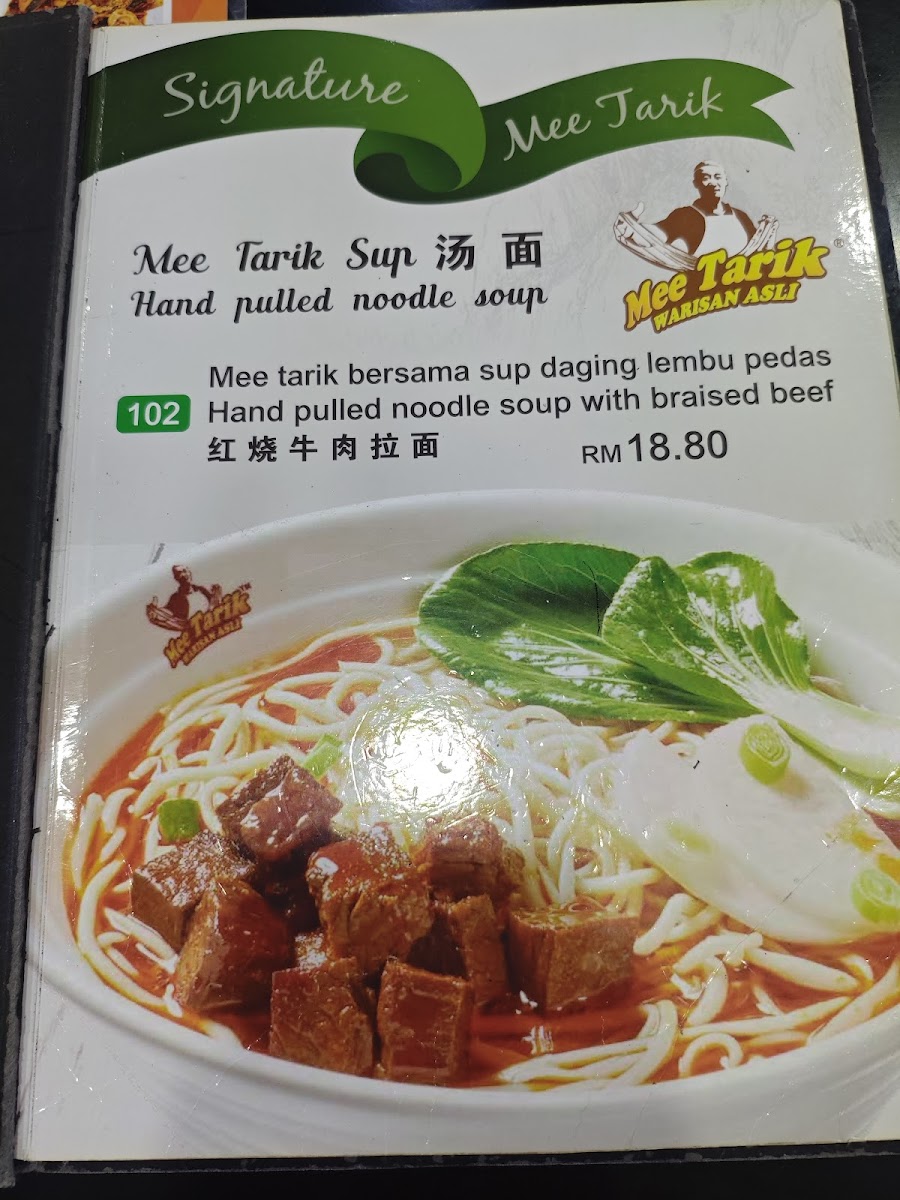 Signature
Mee Tarik
Mee Tarik Sup 汤面
Hand pulled noodle soup
Mee Tarik®
WARISAN ASLI
Mee tarik bersama sup daging lembu pedas
102 Hand pulled noodle soup with braised beef
红烧牛肉拉面 RM18.80
Mee Tarik
WARISAN ASLI